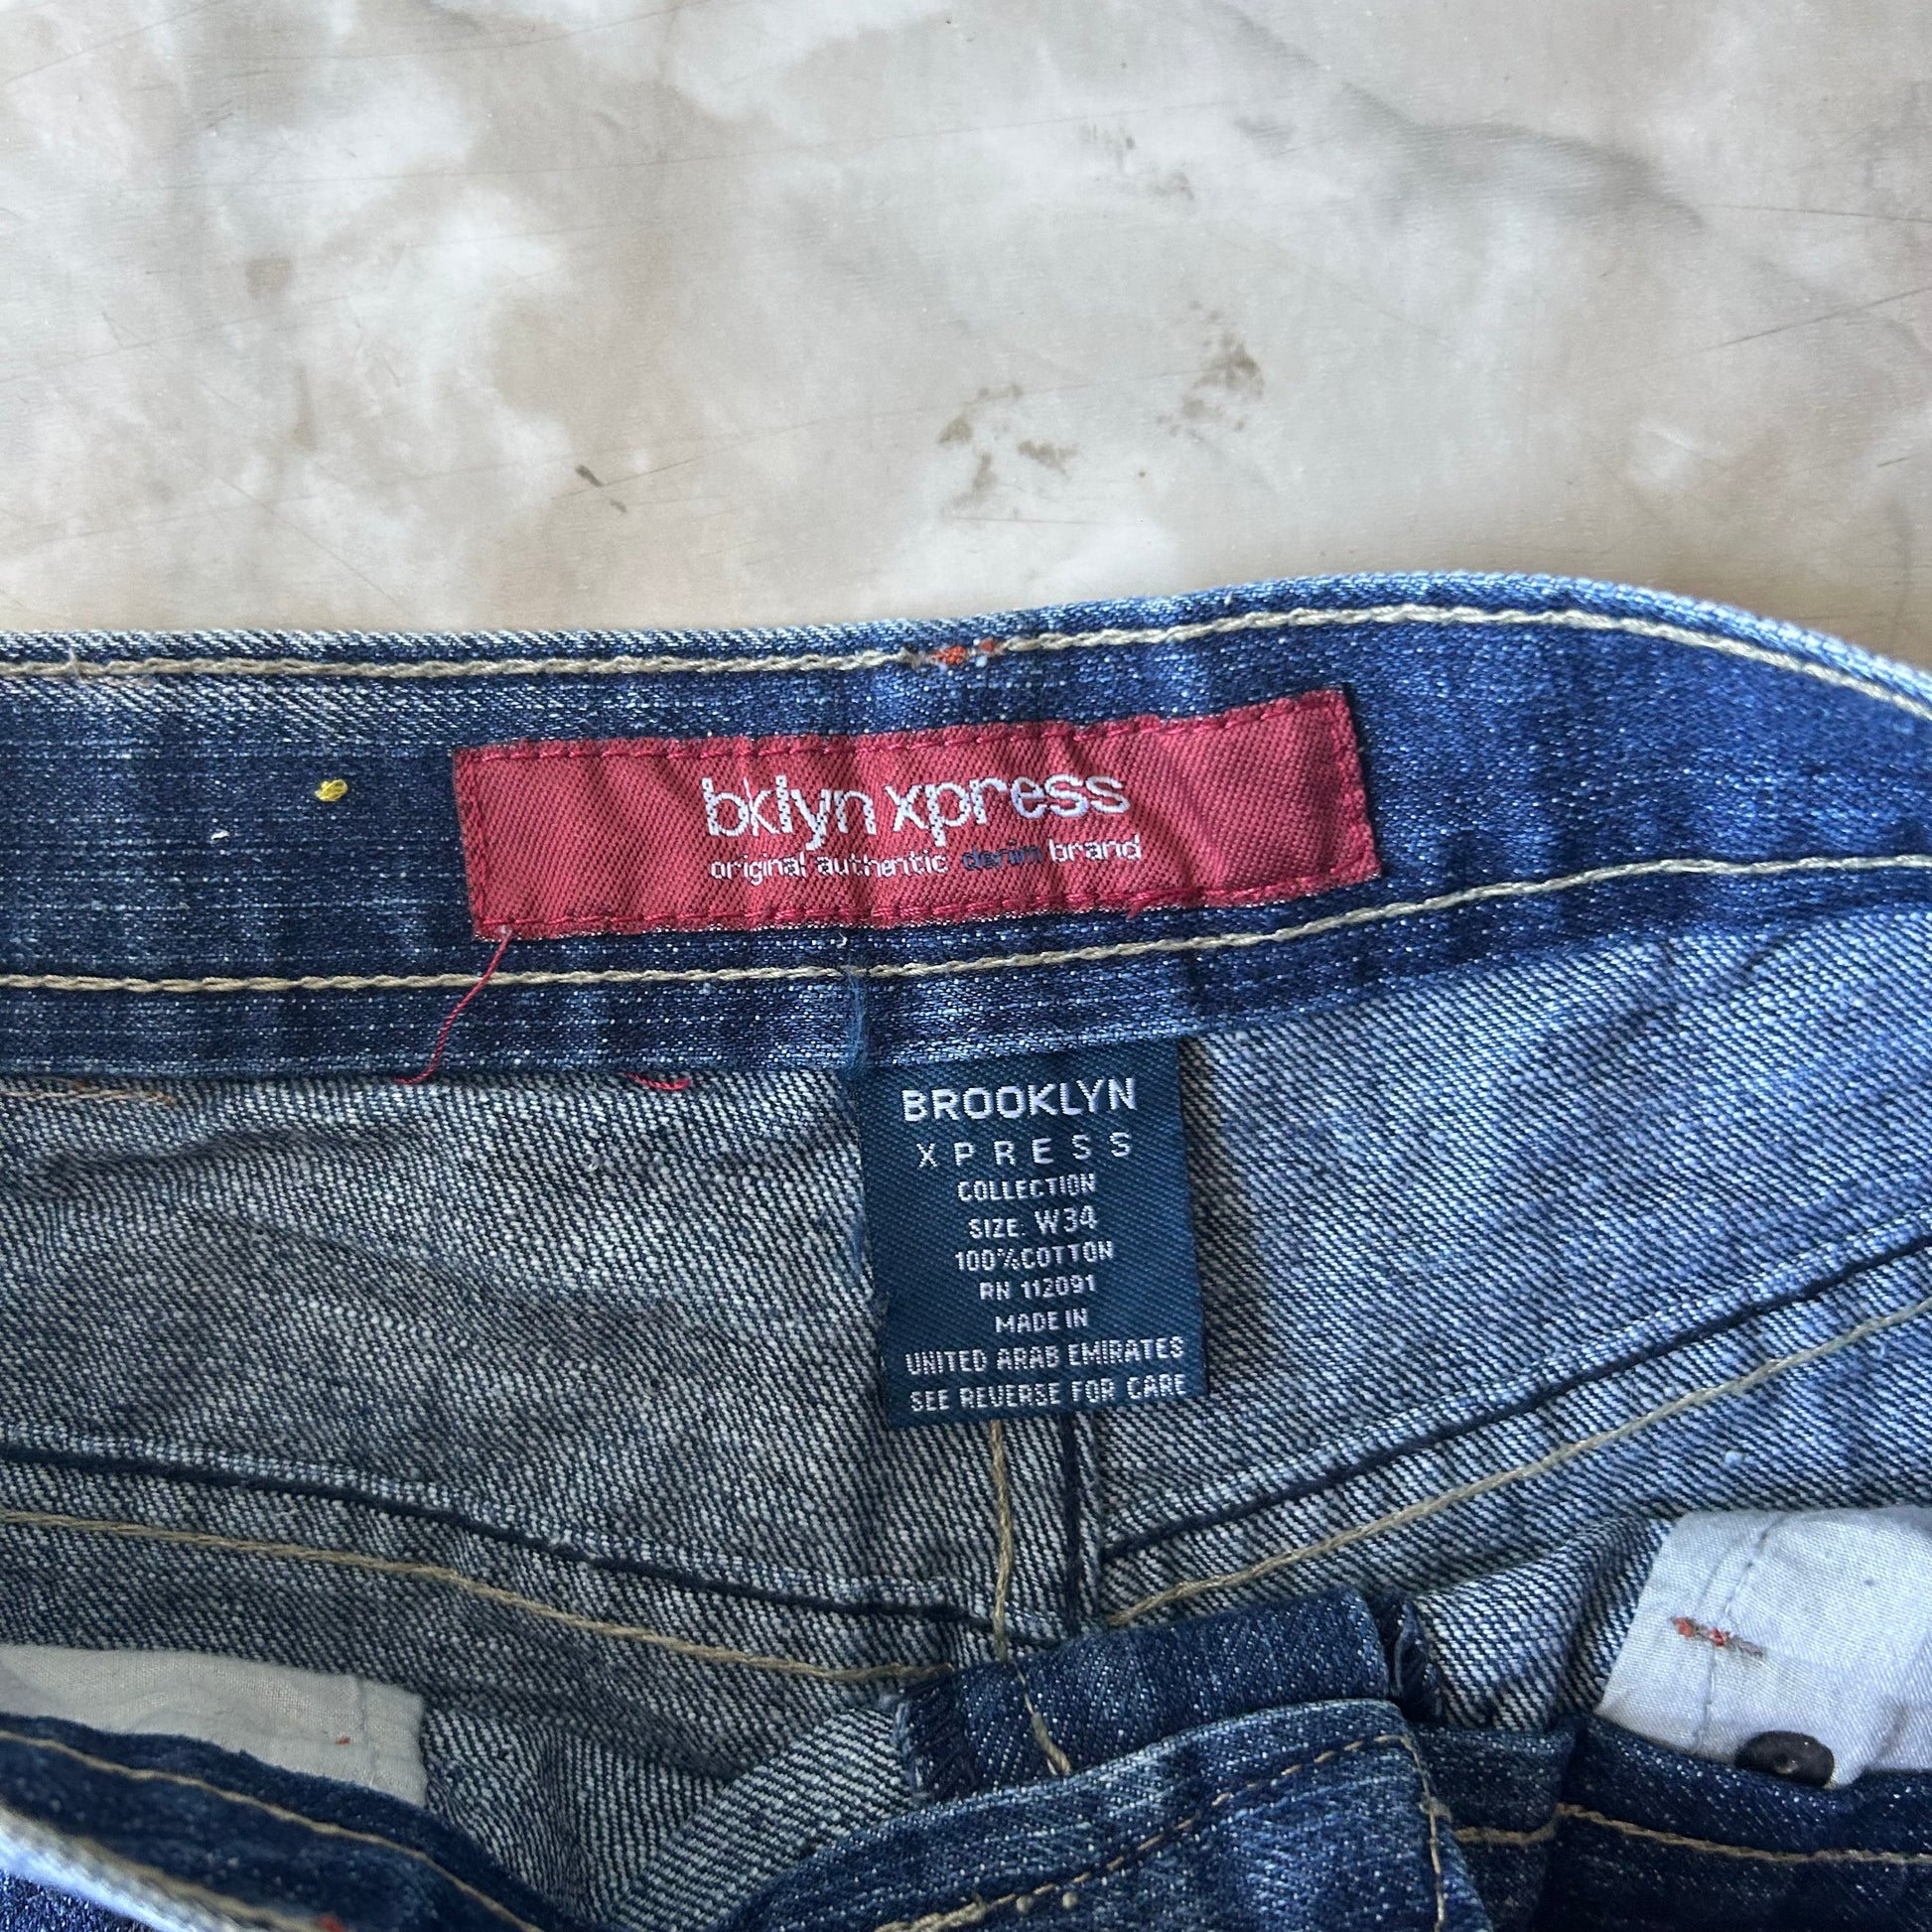 bklyn xpress
original authentic denim brand
BROOKLYN
XPRESS
COLLECTION
SIZE: W34
100%COTTON
RN 112091
MADE IN
UNITED ARAB EMIRATES
SEE REVERSE FOR CARE